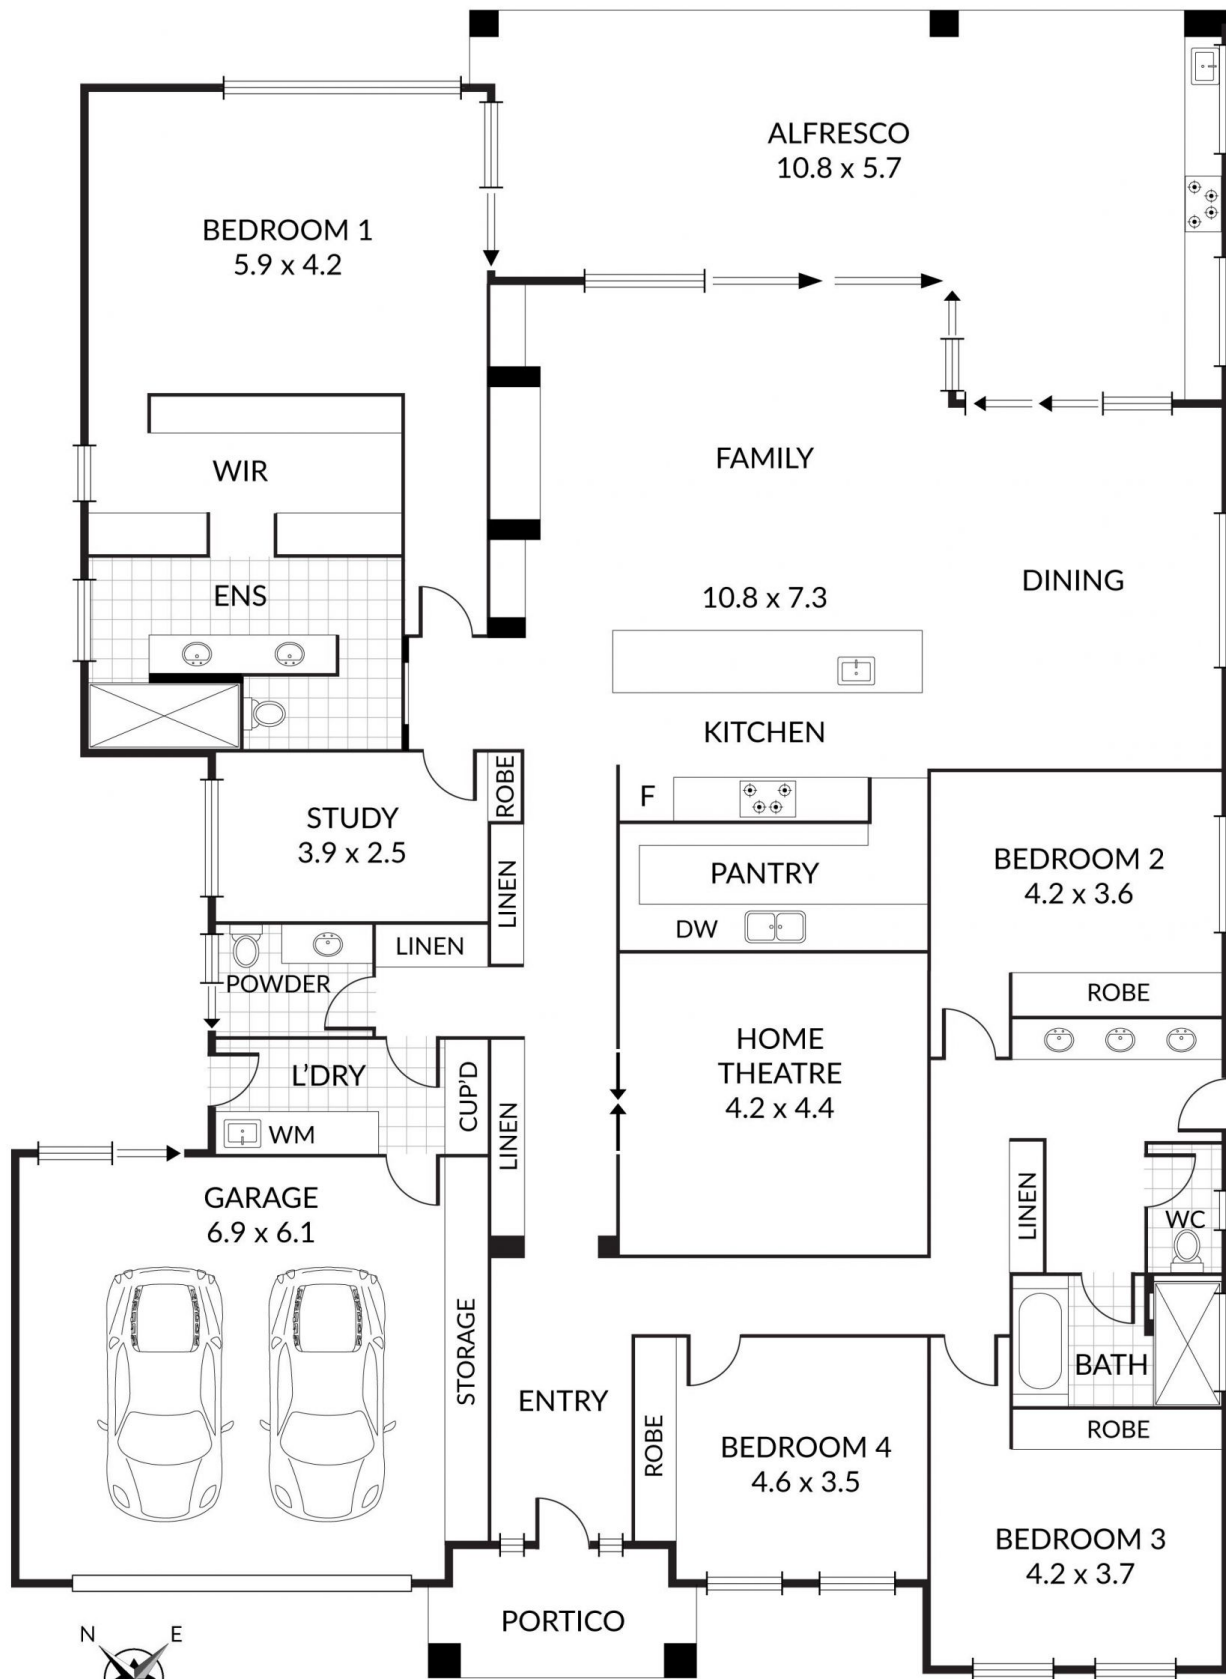 ALFRESCO
10.8 x 5.7
BEDROOM 1
5.9 x 4.2
WIR
FAMILY
ENS
10.8 x 7.3
DINING
KITCHEN
ROBE
F
STUDY
3.9 x 2.5
LINEN
PANTRY
BEDROOM 2
4.2 x 3.6
DW
LINEN
POWDER
ROBE
HOME
THEATRE
4.2 x 4.4
L'DRY
CUP'D
WM
LINEN
LINEN
GARAGE
6.9 x 6.1
WC
STORAGE
BATH
ENTRY
ROBE
ROBE
BEDROOM 4
4.6 x 3.5
BEDROOM 3
4.2 x 3.7
PORTICO
N E